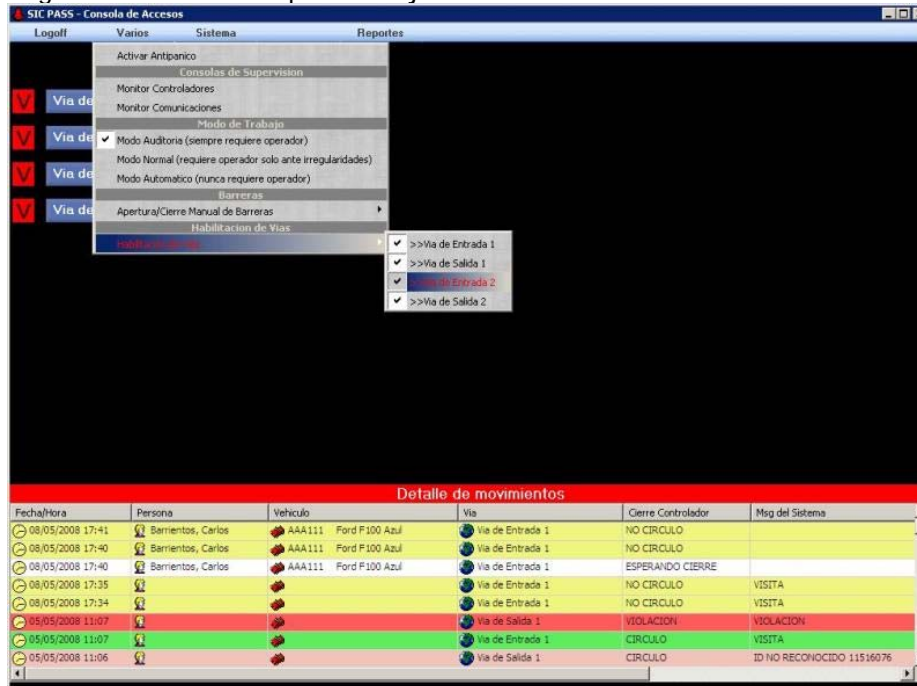 SIC PASS - Consola de Accesos
Logoff Varios Sistema Reportes
Activar Antipanico
Consolas de Supervision
Monitor Controladores
Monitor Comunicaciones
Modo de Trabajo
Modo Auditoria (siempre requiere operador)
Modo Normal (requiere operador solo ante irregularidades)
Modo Automatico (nunca requiere operador)
Barreras
Apertura/Cierre Manual de Barreras
Habilitacion de Vias
V Via de
V Via de
V Via de
V Via de
>>Via de Entrada 1
>>Via de Salida 1
de Entrada 2
>>Via de Salida 2
Detalle de movimientos
Fecha/Hora Persona Vehiculo Via Cierre Controlador Msg del Sistema
08/05/2008 17:41 Barrientos, Carlos AAA111 Ford F100 Azul Via de Entrada 1 NO CIRCULO
08/05/2008 17:40 Barrientos, Carlos AAA111 Ford F100 Azul Via de Entrada 1 NO CIRCULO
08/05/2008 17:40 Barrientos, Carlos AAA111 Ford F100 Azul Via de Entrada 1 ESPERANDO CIERRE
08/05/2008 17:35 Via de Entrada 1 NO CIRCULO VISITA
08/05/2008 17:34 Via de Entrada 1 NO CIRCULO VISITA
05/05/2008 11:07 Via de Salida 1 VIOLACION VIOLACION
05/05/2008 11:07 Via de Entrada 1 CIRCULO VISITA
05/05/2008 11:06 Via de Salida 1 CIRCULO ID NO RECONOCIDO 11516076